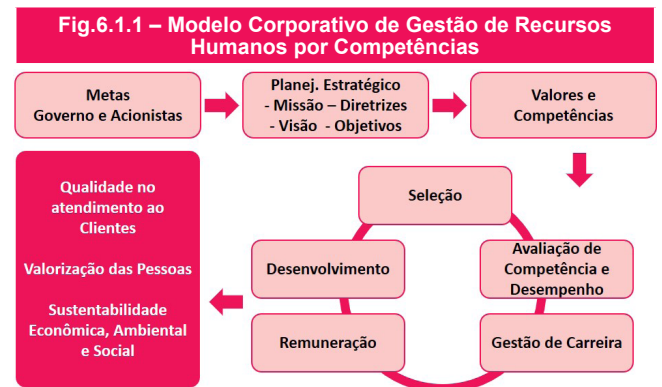 Fig.6.1.1 – Modelo Corporativo de Gestão de Recursos
Humanos por Competências
Metas
Governo e Acionistas
Planej. Estratégico
- Missão – Diretrizes
- Visão - Objetivos
Valores e
Competências
Seleção
Avaliação de
Competência e
Desempenho
Gestão de Carreira
Remuneração
Desenvolvimento
Qualidade no
atendimento ao
Clientes
Valorização das Pessoas
Sustentabilidade
Econômica, Ambiental
e Social